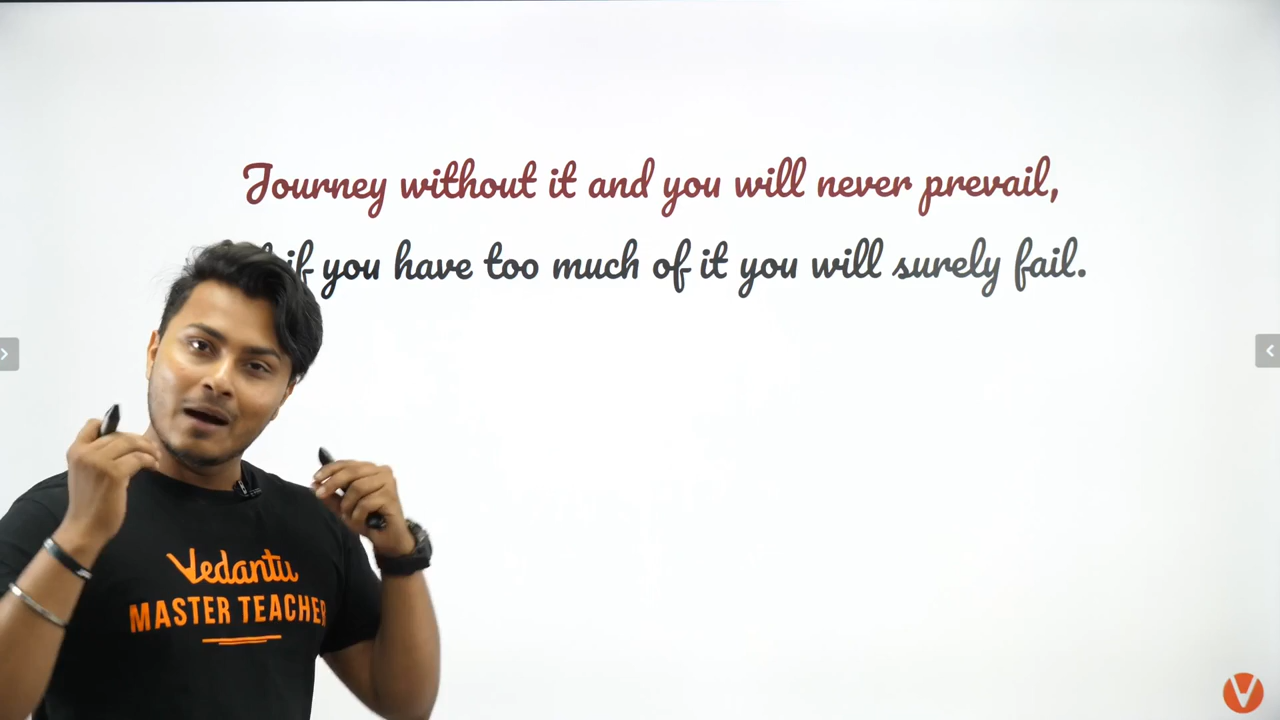 Journey without it and you will never prevail,
if you have too much of it you will surely fail.
Vedantu
MASTER TEACHER
V